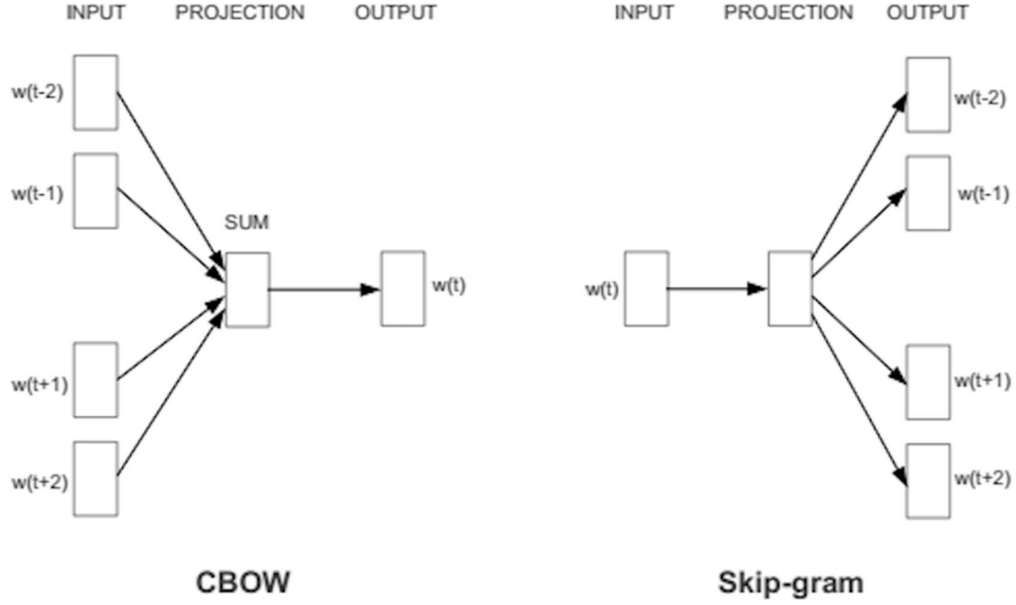 INPUT PROJECTION OUTPUT
w(t-2)
w(t-1)
SUM
w(t)
w(t+1)
w(t+2)
CBOW
INPUT PROJECTION OUTPUT
w(t-2)
w(t-1)
w(t)
w(t+1)
w(t+2)
Skip-gram